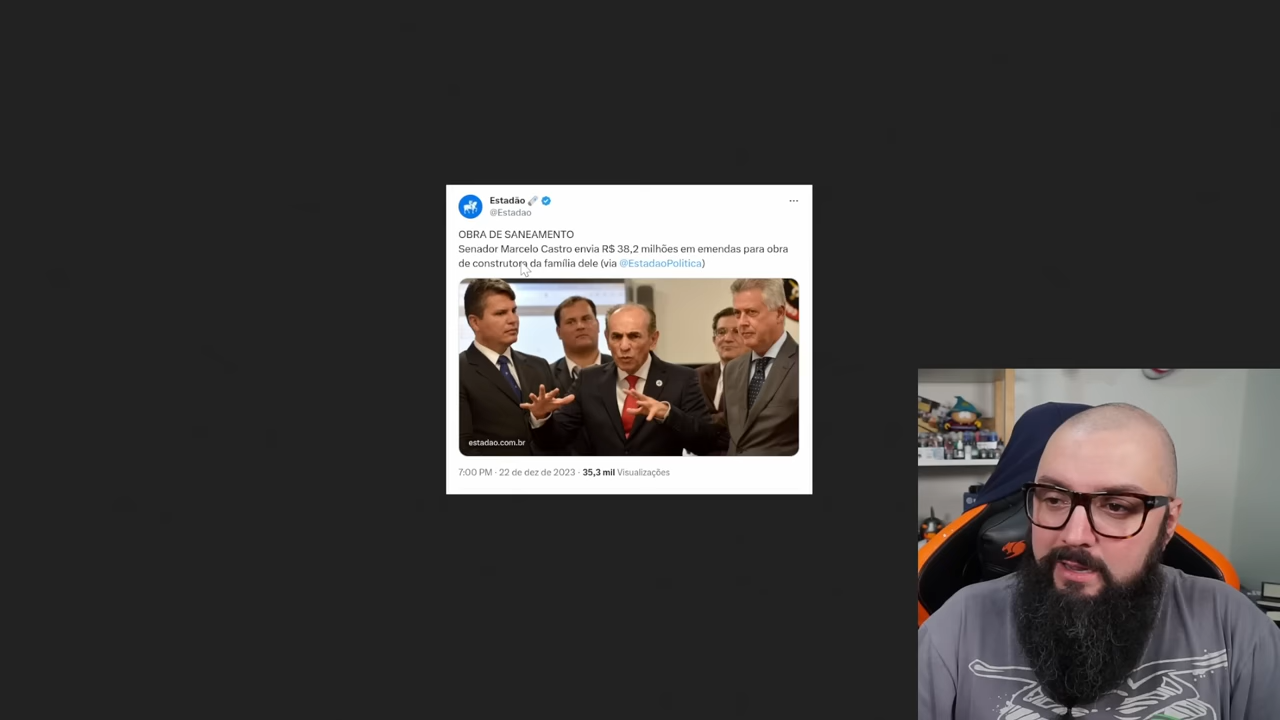 Estadão
@Estadao
OBRA DE SANEAMENTO
Senador Marcelo Castro envia R$ 38,2 milhões em emendas para obra
de construtora da família dele (via @EstadaoPolitica)
estadao.com.br
7:00 PM · 22 de dez de 2023 · 35,3 mil Visualizações